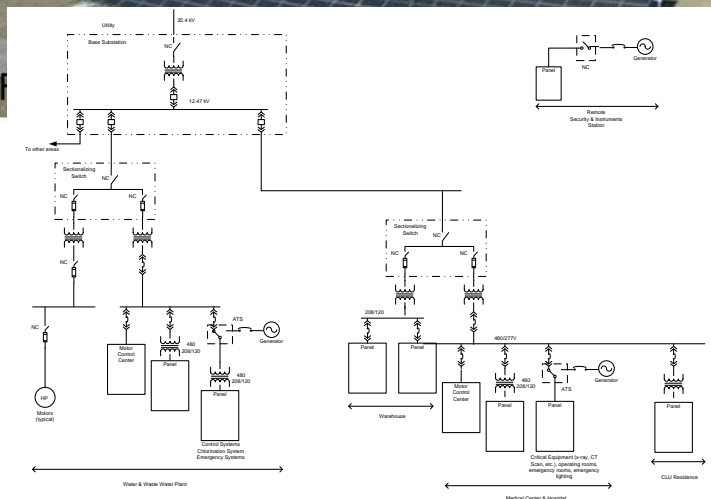 35.4 kV
Utility
Base Substation
NC
12.47 kV
To other areas
Generator
Panel
NC
Remote
Security & Instruments
Station
Sectionalizing
Switch
NC
NC
NC
NC
NC
HP
Motors
(typical)
ATS
Generator
Motor
Control
Center
480
208/120
Panel
480
208/120
Panel
Control Systems
Chlorination System
Emergency Systems
Water & Waste Water Plant
Sectionalizing
Switch
NC
NC
NC
208/120
480/277V
Panel
Panel
Warehouse
Motor
Control
Center
480
208/120
Panel
ATS
Generator
Panel
Critical Equipment (x-ray, CT
Scan, etc.), operating rooms,
emergency rooms, emergency
lighting
Medical Center & Hospital
Panel
CLU Residence